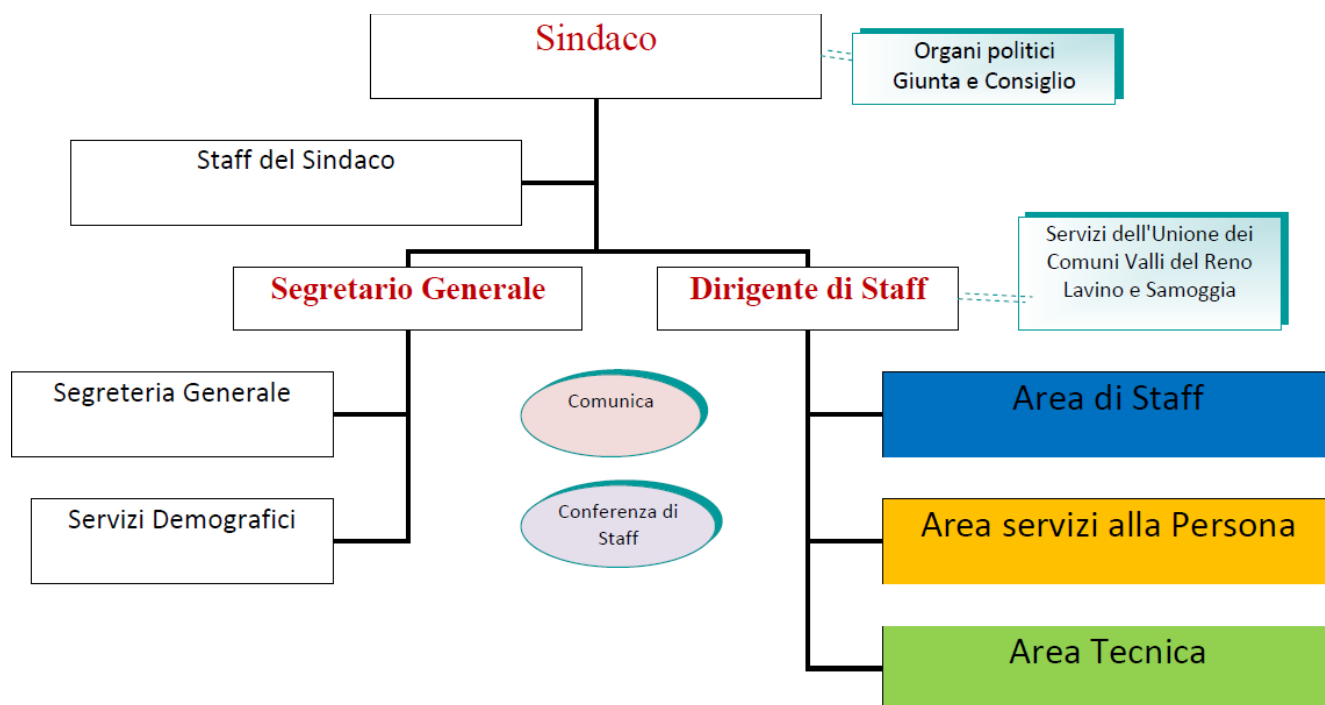 Sindaco
Organi politici
Giunta e Consiglio
Staff del Sindaco
Servizi dell'Unione dei
Comuni Valli del Reno
Lavino e Samoggia
Segretario Generale
Dirigente di Staff
Segreteria Generale
Comunica
Area di Staff
Servizi Demografici
Conferenza di
Staff
Area servizi alla Persona
Area Tecnica